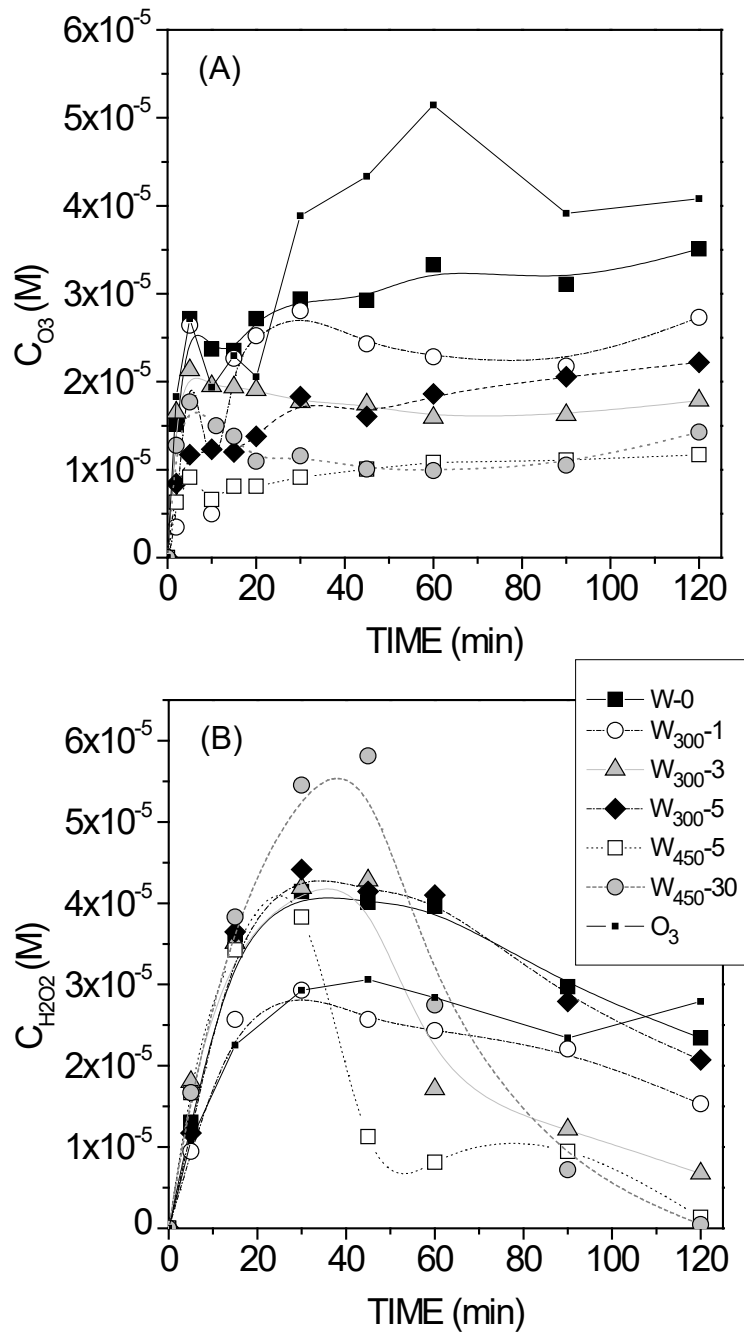 (A)
6x10-5
5x10-5
4x10-5
3x10-5
2x10-5
1x10-5
0
CO3 (M)
0 20 40 60 80 100 120
TIME (min)
W-0
W300-1
W300-3
W300-5
W450-5
W450-30
O3
(B)
6x10-5
5x10-5
4x10-5
3x10-5
2x10-5
1x10-5
0
CH2O2 (M)
0 20 40 60 80 100 120
TIME (min)